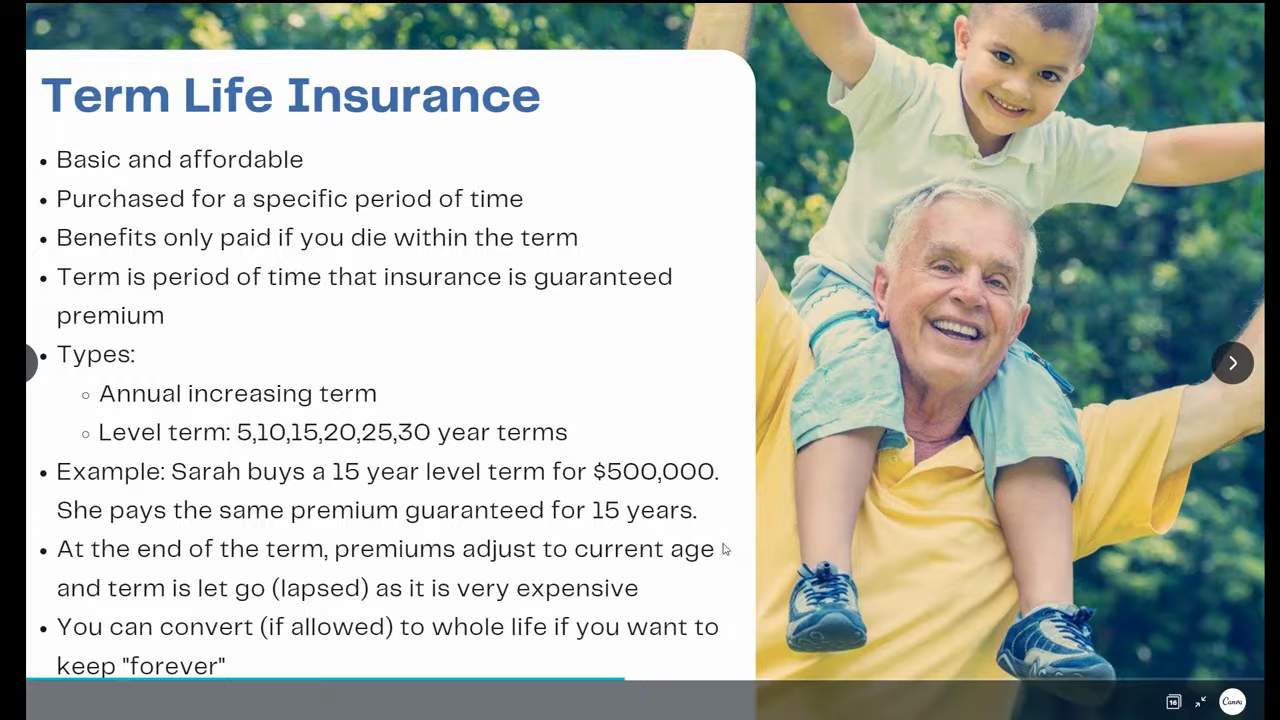 Term Life Insurance
• Basic and affordable
• Purchased for a specific period of time
• Benefits only paid if you die within the term
• Term is period of time that insurance is guaranteed
premium
• Types:
◦ Annual increasing term
◦ Level term: 5,10,15,20,25,30 year terms
• Example: Sarah buys a 15 year level term for $500,000.
She pays the same premium guaranteed for 15 years.
• At the end of the term, premiums adjust to current age
and term is let go (lapsed) as it is very expensive
• You can convert (if allowed) to whole life if you want to
keep "forever"
16
Canva